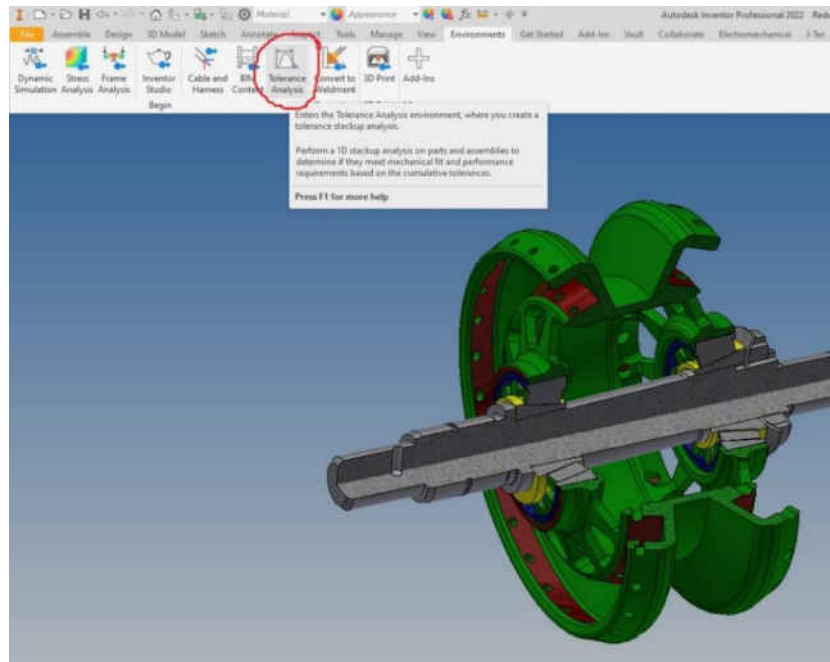 Material Appearance Autodesk Inventor Professional 2022
File Assemble Design 3D Model Sketch Annotate Inspect Tools Manage View Environments Get Started Add-Ins Vault Collaborate Electromechanical
Dynamic Simulation
Stress Analysis
Frame Analysis
Inventor Studio
Cable and Harness
Tolerance Analysis
Convert to Weldment
3D Print
Add-Ins
Begin
Enters the Tolerance Analysis environment, where you create a
tolerance stackup analysis.
Perform a 1D stackup analysis on parts and assemblies to
determine if they meet mechanical fit and performance
requirements based on the cumulative tolerances.
Press F1 for more help